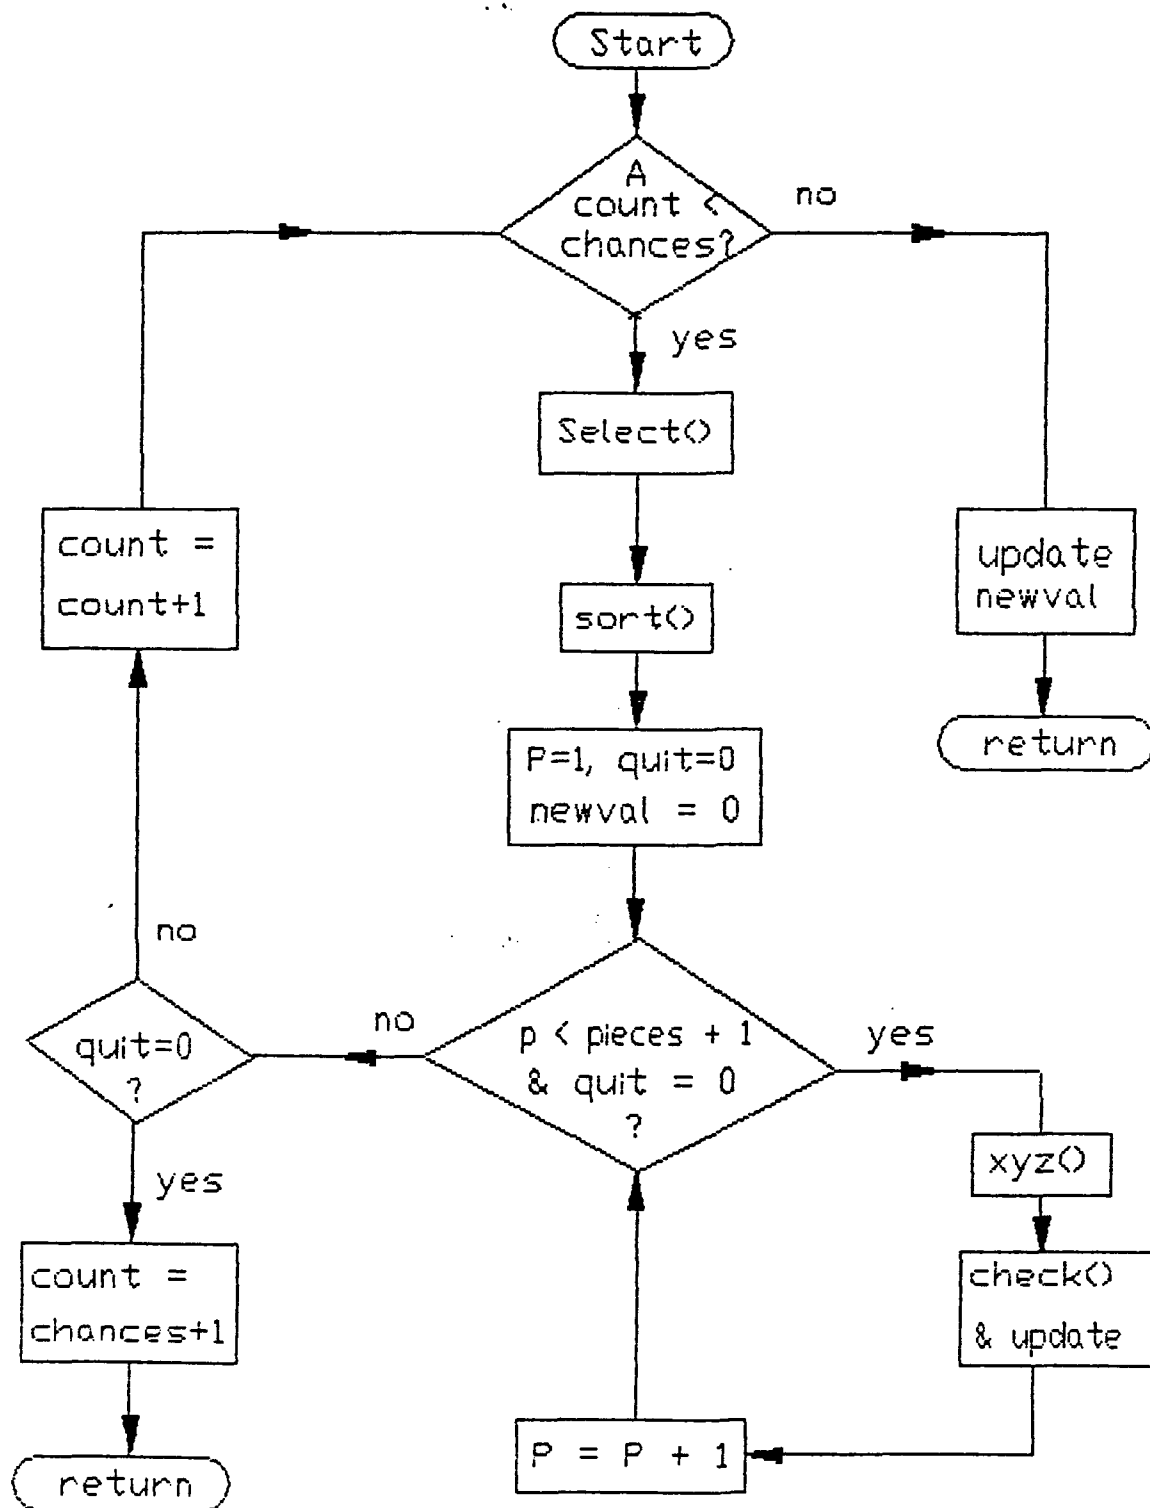 Start
A
count <
chances?
no
yes
Select()
count =
count+1
update
newval
sort()
return
P=1, quit=0
newval = 0
no
no
p < pieces + 1
& quit = 0
?
yes
quit=0
?
xyz()
yes
count =
chances+1
check()
& update
P = P + 1
return